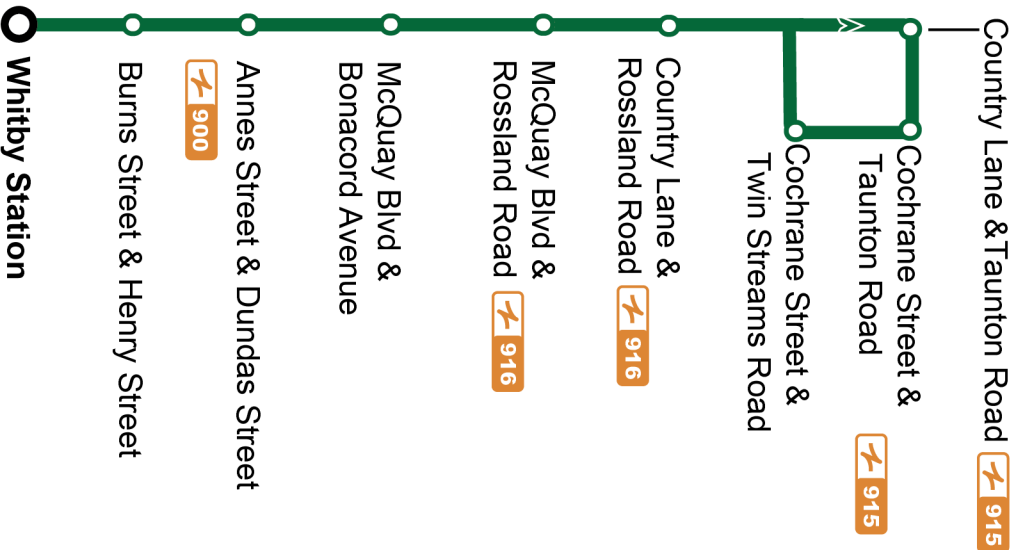 Whitby Station
Burns Street & Henry Street
Annes Street & Dundas Street
900
McQuay Blvd &
Bonacord Avenue
McQuay Blvd &
Rossland Road 916
Country Lane &
Rossland Road 916
Cochrane Street &
Twin Streams Road
Cochrane Street &
Taunton Road 915
Country Lane &Taunton Road 915